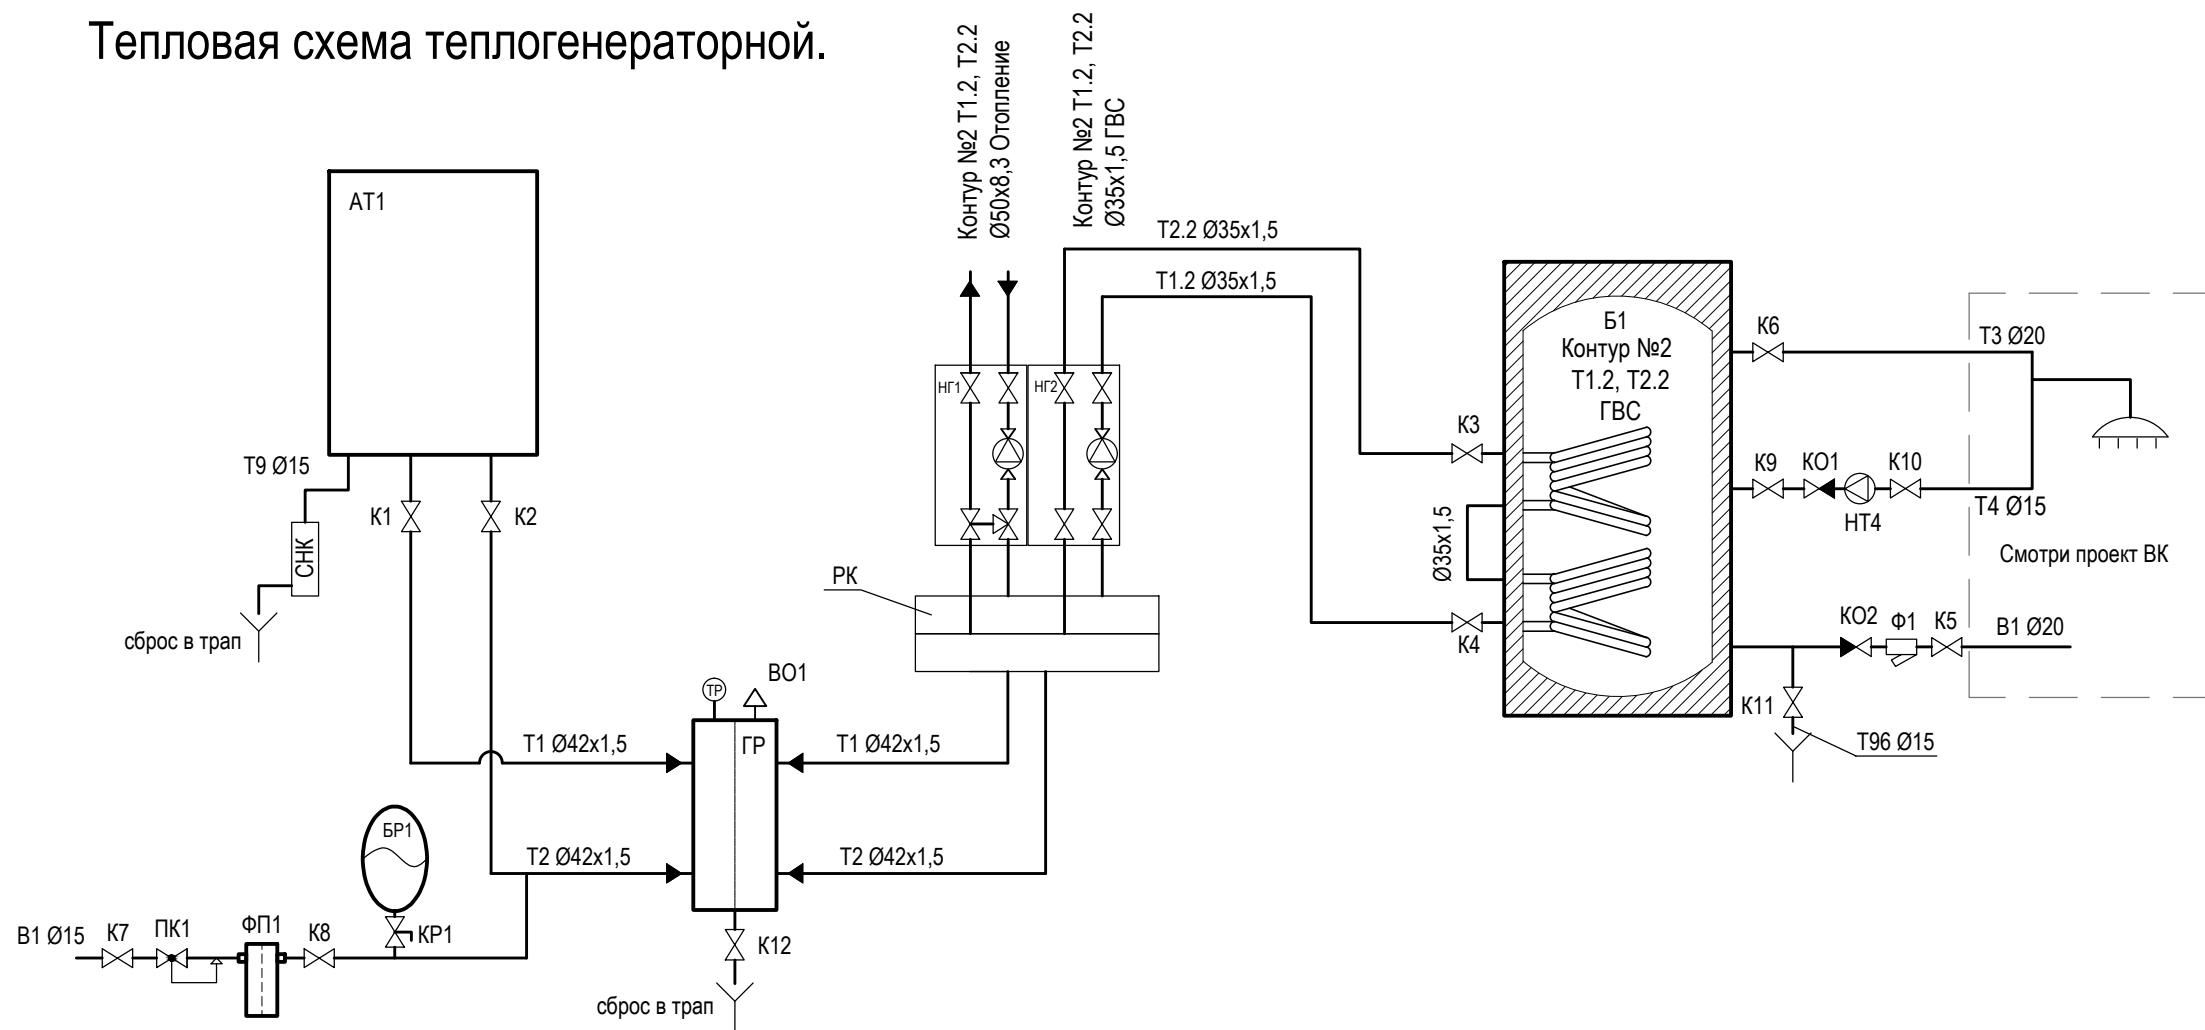 Тепловая схема теплогенераторной.
Контур №2 Т1.2, Т2.2
Ø50х8,3 Отопление
Контур №2 Т1.2, Т2.2
Ø35х1,5 ГВС
АТ1
Т2.2 Ø35х1,5
Т1.2 Ø35х1,5
Б1
Контур №2
Т1.2, Т2.2
ГВС
К6
Т3 Ø20
НГ1
НГ2
К3
Т9 Ø15
К1
К2
СНК
сброс в трап
К9
КО1
К10
НТ4
Т4 Ø15
Смотри проект ВК
Ø35х1,5
РК
К4
КО2
Ф1
К5
В1 Ø20
К11
Т96 Ø15
ТР
ВО1
ГР
Т1 Ø42х1,5
Т1 Ø42х1,5
Т2 Ø42х1,5
Т2 Ø42х1,5
БР1
КР1
В1 Ø15
К7
ПК1
ФП1
К8
К12
сброс в трап